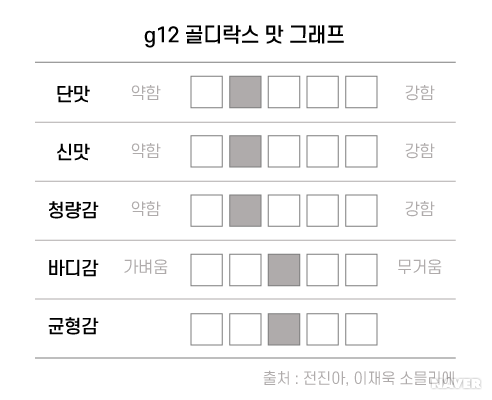 g12 골디락스 맛 그래프
단맛 약함 강함
신맛 약함 강함
청량감 약함 강함
바디감 가벼움 무거움
균형감
출처 : 전진아, 이재욱 소믈리에
NAVER